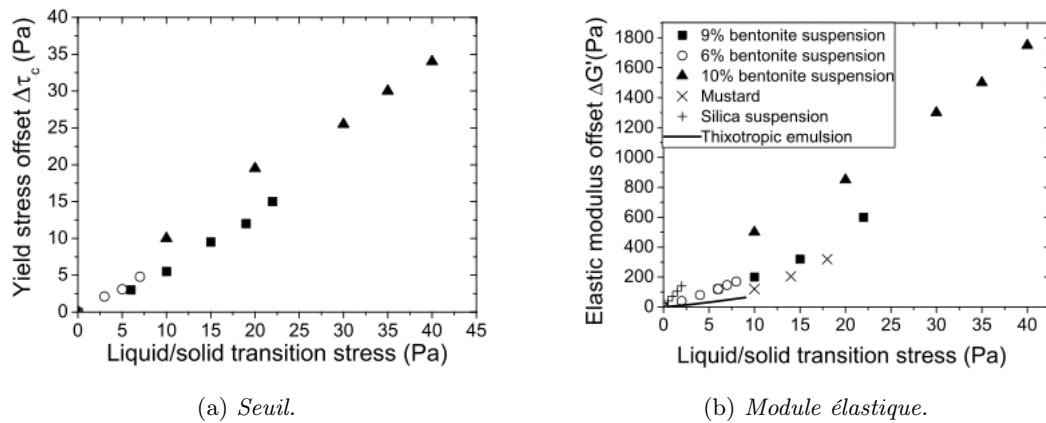 40
35
30
25
20
15
10
5
0
0 5 10 15 20 25 30 35 40 45
Yield stress offset Δτc (Pa)
Liquid/solid transition stress (Pa)
(a) Seuil.
1800
1600
1400
1200
1000
800
600
400
200
0
0 5 10 15 20 25 30 35 40
Elastic modulus offset ΔG'(Pa)
9% bentonite suspension
6% bentonite suspension
10% bentonite suspension
Mustard
Silica suspension
Thixotropic emulsion
Liquid/solid transition stress (Pa)
(b) Module élastique.